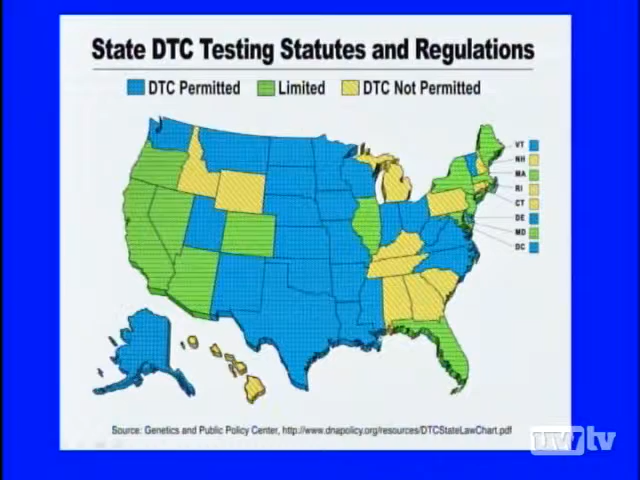 State DTC Testing Statutes and Regulations
DTC Permitted
Limited
DTC Not Permitted
VT
NH
MA
RI
CT
DE
MD
DC
Source: Genetics and Public Policy Center, http://www.dnapolicy.org/resources/DTCStateLawChart.pdf
uwtv